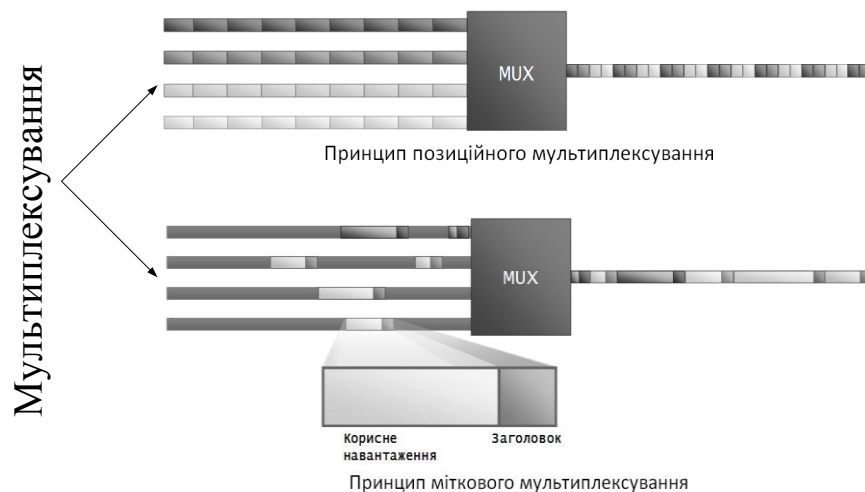 Мультиплексування
MUX
Принцип позиційного мультиплексування
MUX
Корисне
навантаження
Заголовок
Принцип міткового мультиплексування